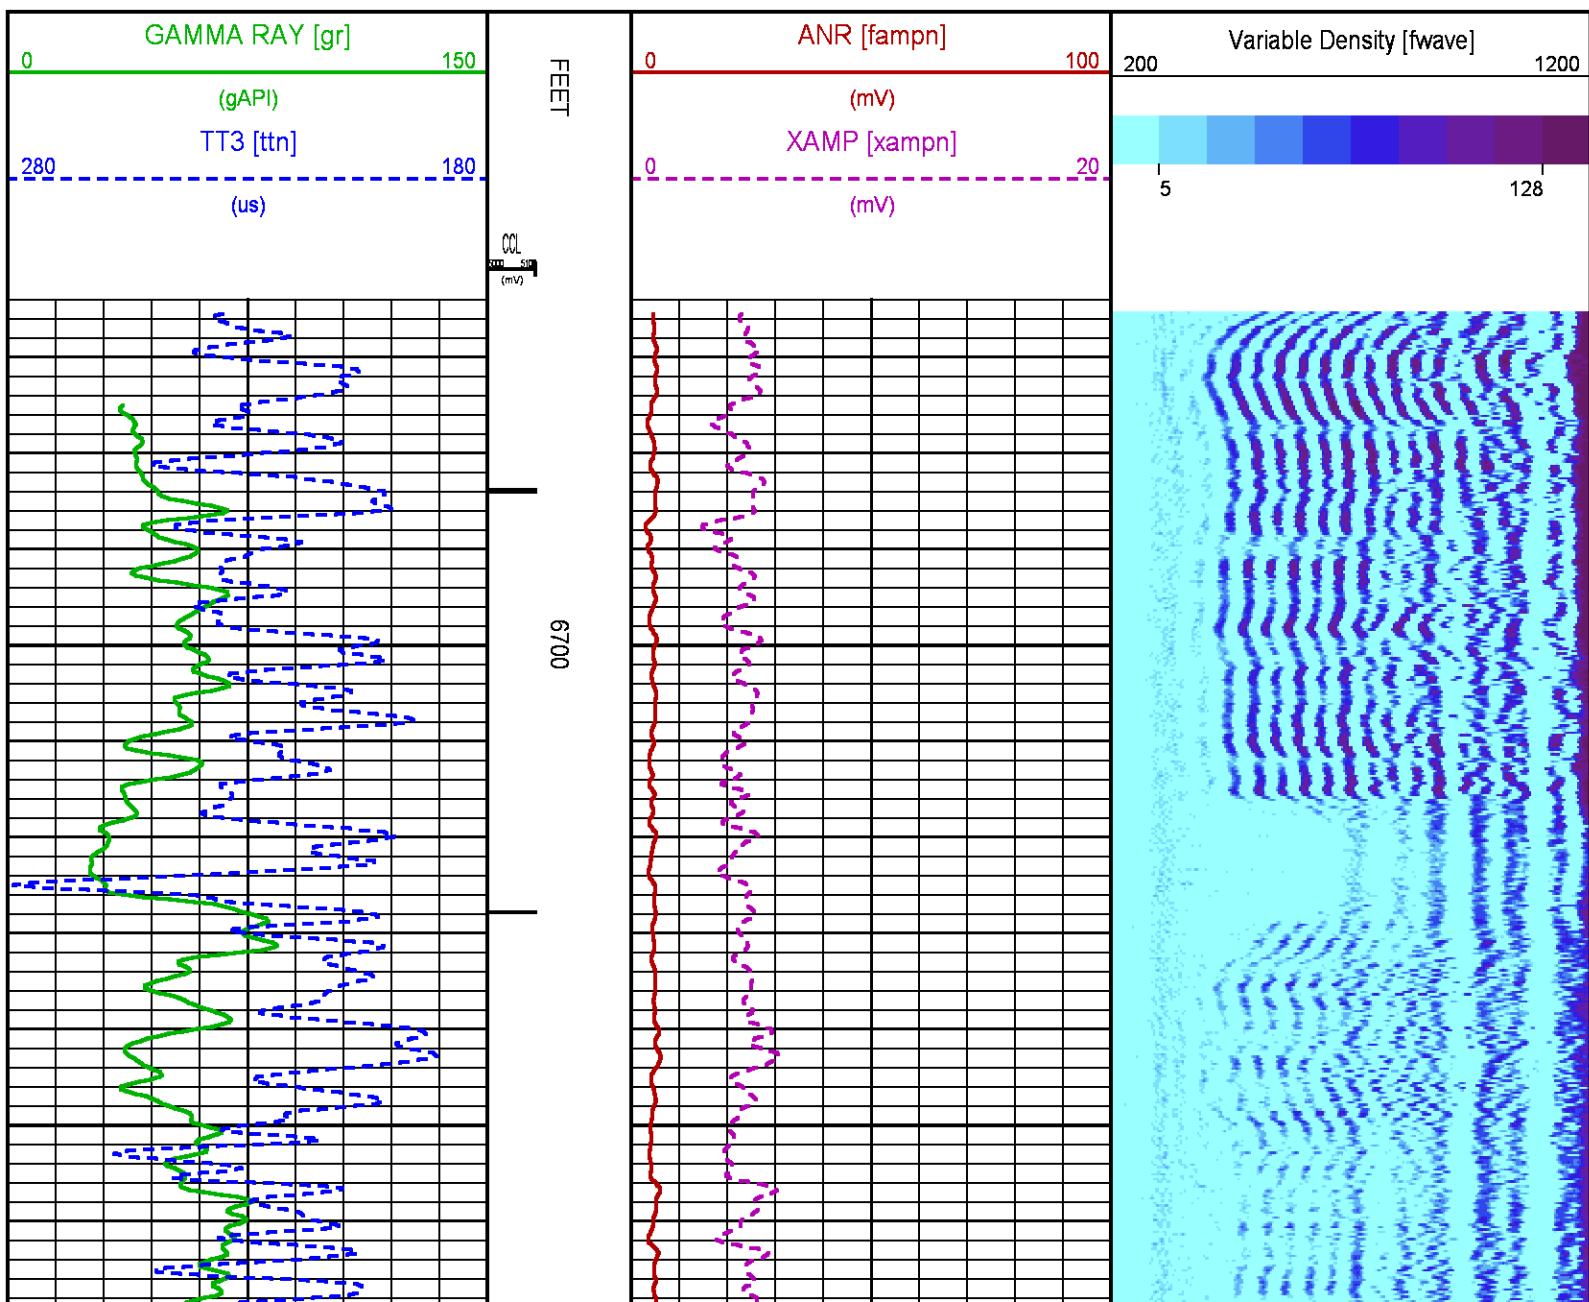 GAMMA RAY [gr]
0 150
(gAPI)
TT3 [ttn]
280 180
(us)
FEET
CCL
(mV)
6700
ANR [fampn]
0 100
(mV)
XAMP [xampn]
0 20
(mV)
Variable Density [fwave]
200 1200
5 128